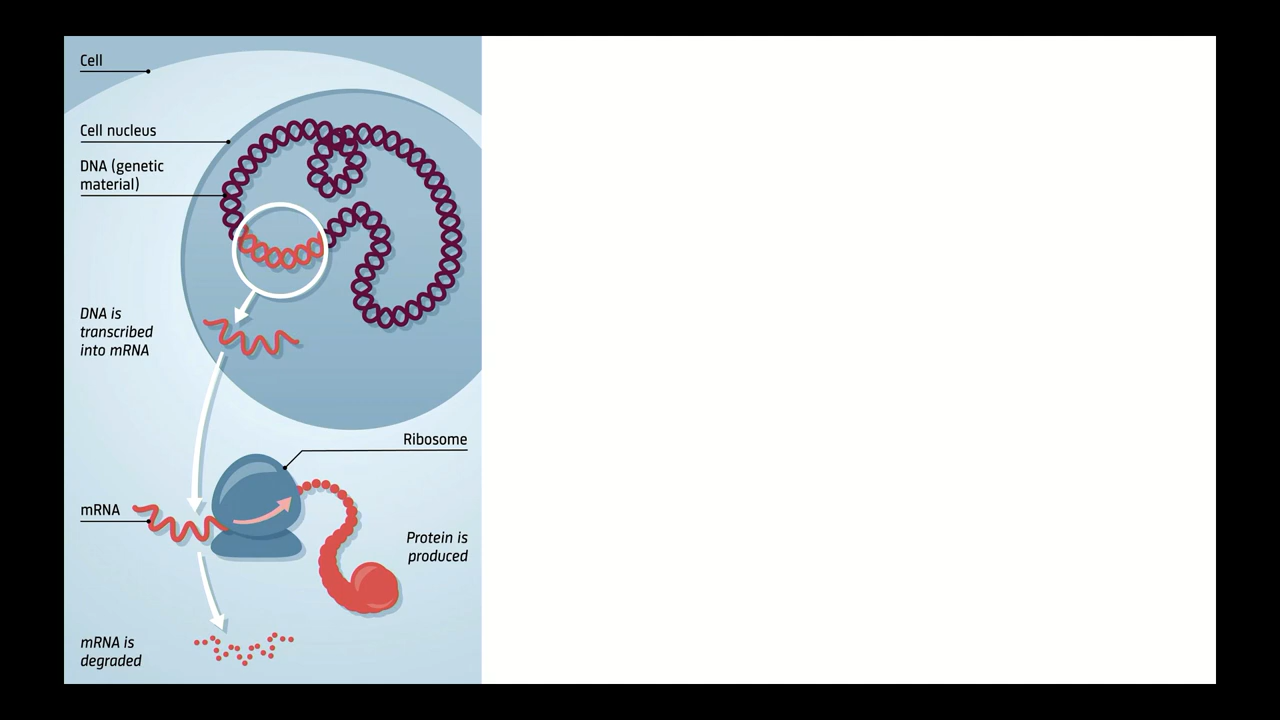 Cell
Cell nucleus
DNA (genetic
material)
DNA is
transcribed
into mRNA
Ribosome
mRNA
Protein is
produced
mRNA is
degraded